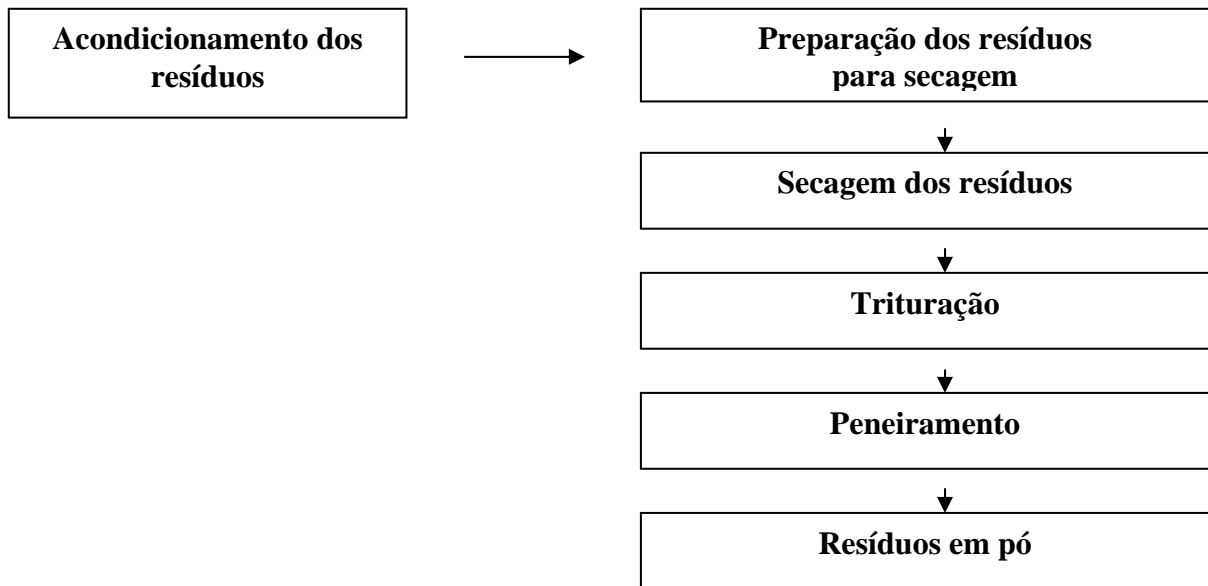 Acondicionamento dos
resíduos
Preparação dos resíduos
para secagem
Secagem dos resíduos
Trituração
Peneiramento
Resíduos em pó